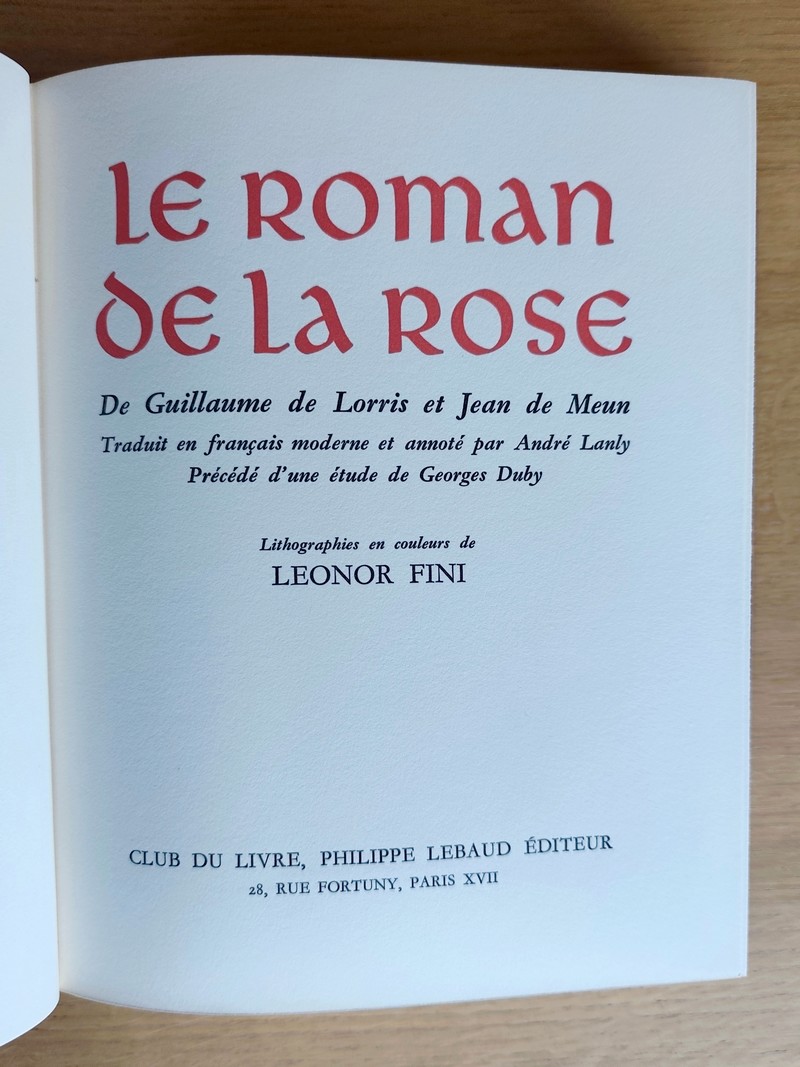 LE ROMAN
DE LA ROSE
De Guillaume de Lorris et Jean de Meun
Traduit en français moderne et annoté par André Lanly
Précédé d'une étude de Georges Duby
Lithographies en couleurs de
LEONOR FINI
CLUB DU LIVRE, PHILIPPE LEBAUD ÉDITEUR
28, RUE FORTUNY, PARIS XVII